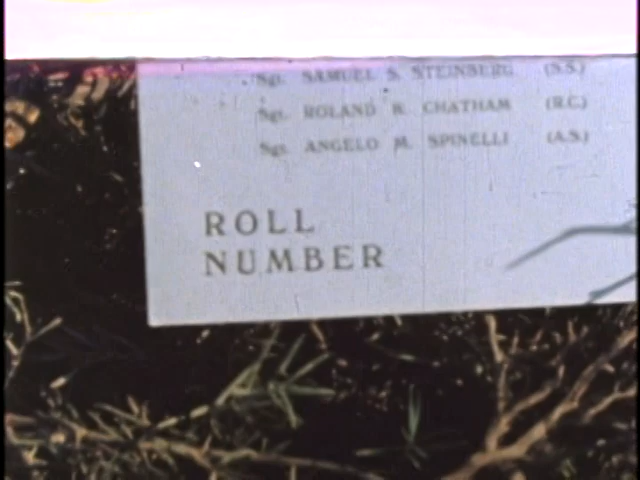 Sgt. SAMUEL S. STEINBERG (S.S.)
Sgt. ROLAND R. CHATHAM (R.C.)
Sgt. ANGELO M. SPINELLI (A.S.)
ROLL
NUMBER